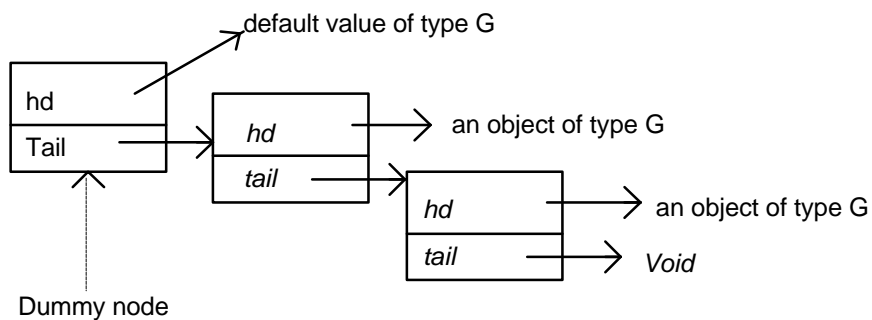 default value of type G
hd
Tail
hd
an object of type G
tail
hd
an object of type G
tail
Void
Dummy node